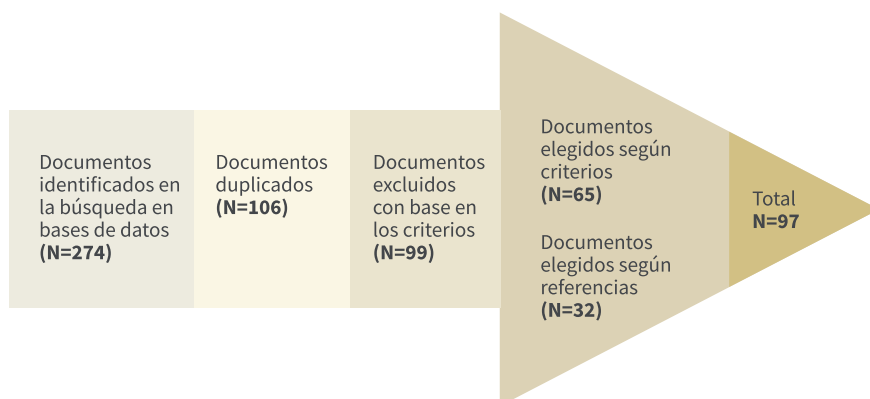 Documentos
identificados en
la búsqueda en
bases de datos
(N=274)
Documentos
duplicados
(N=106)
Documentos
excluidos
con base en
los criterios
(N=99)
Documentos
elegidos según
criterios
(N=65)
Documentos
elegidos según
referencias
(N=32)
Total
N=97